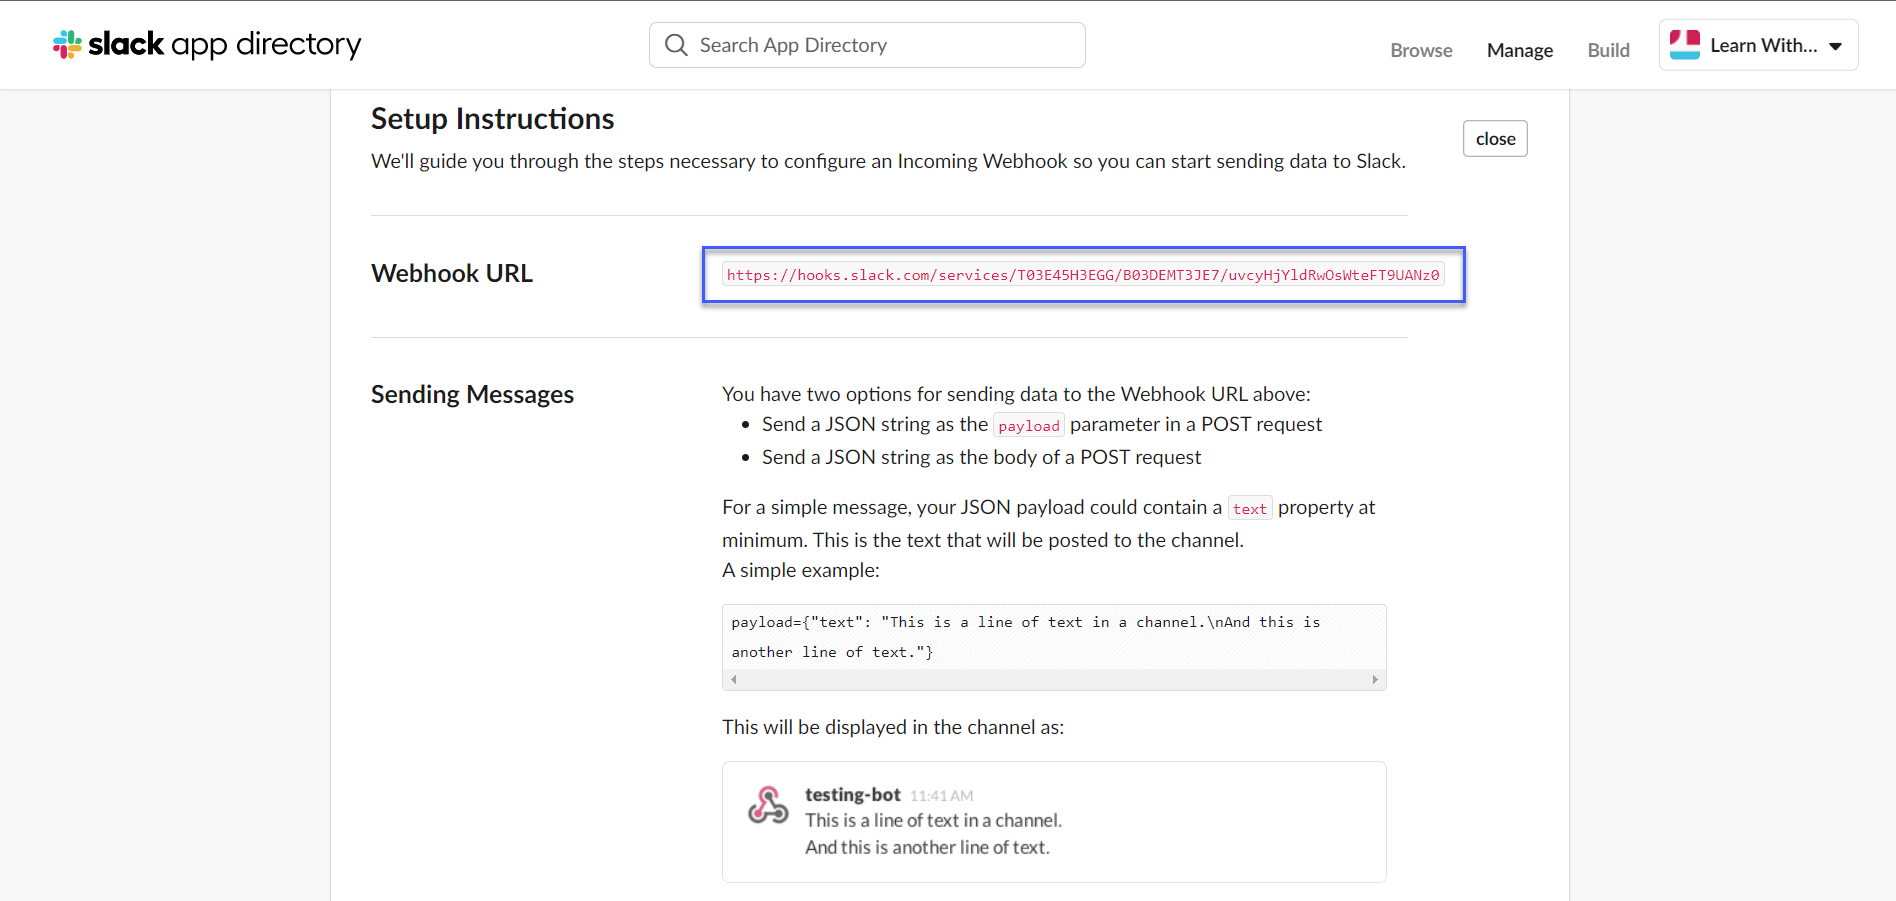 slack app directory
Search App Directory
Browse
Manage
Build
Learn With...
Setup Instructions
close
We'll guide you through the steps necessary to configure an Incoming Webhook so you can start sending data to Slack.
Webhook URL
https://hooks.slack.com/services/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
Sending Messages
You have two options for sending data to the Webhook URL above:
• Send a JSON string as the payload parameter in a POST request
• Send a JSON string as the body of a POST request
For a simple message, your JSON payload could contain a text property at
minimum. This is the text that will be posted to the channel.
A simple example:
payload={"text": "This is a line of text in a channel.\nAnd this is
another line of text."}
This will be displayed in the channel as:
testing-bot 11:41 AM
This is a line of text in a channel.
And this is another line of text.